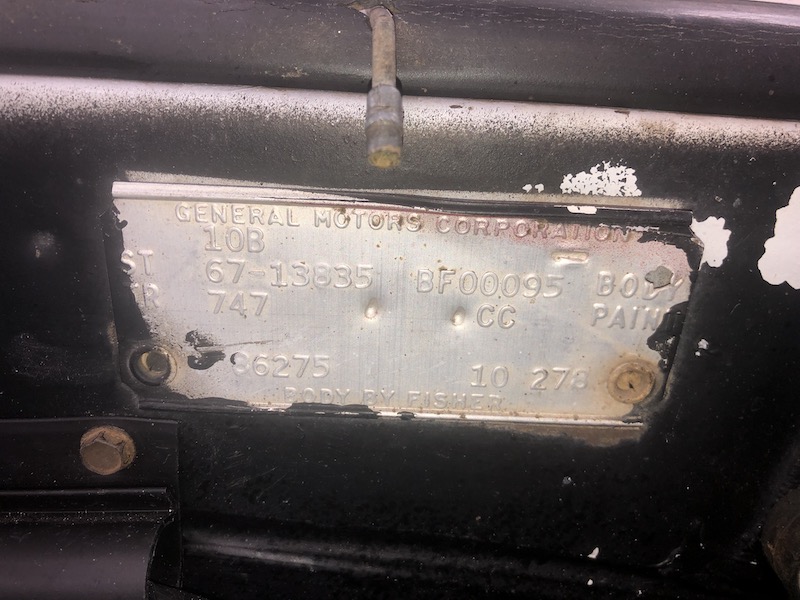 GENERAL MOTORS CORPORATION
10B
ST 67-13835 BF00095 BODY
TR 747 CC PAINT
86275 10 278
BODY BY FISHER